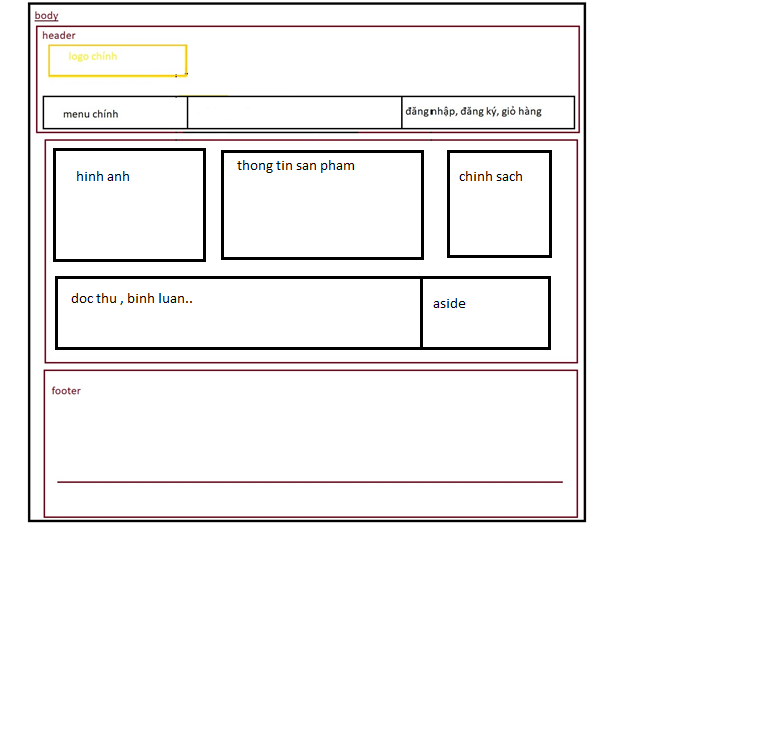 body
header
logo chính
menu chính
đăng nhập, đăng ký, giỏ hàng
hinh anh
thong tin san pham
chinh sach
doc thu , binh luan..
aside
footer